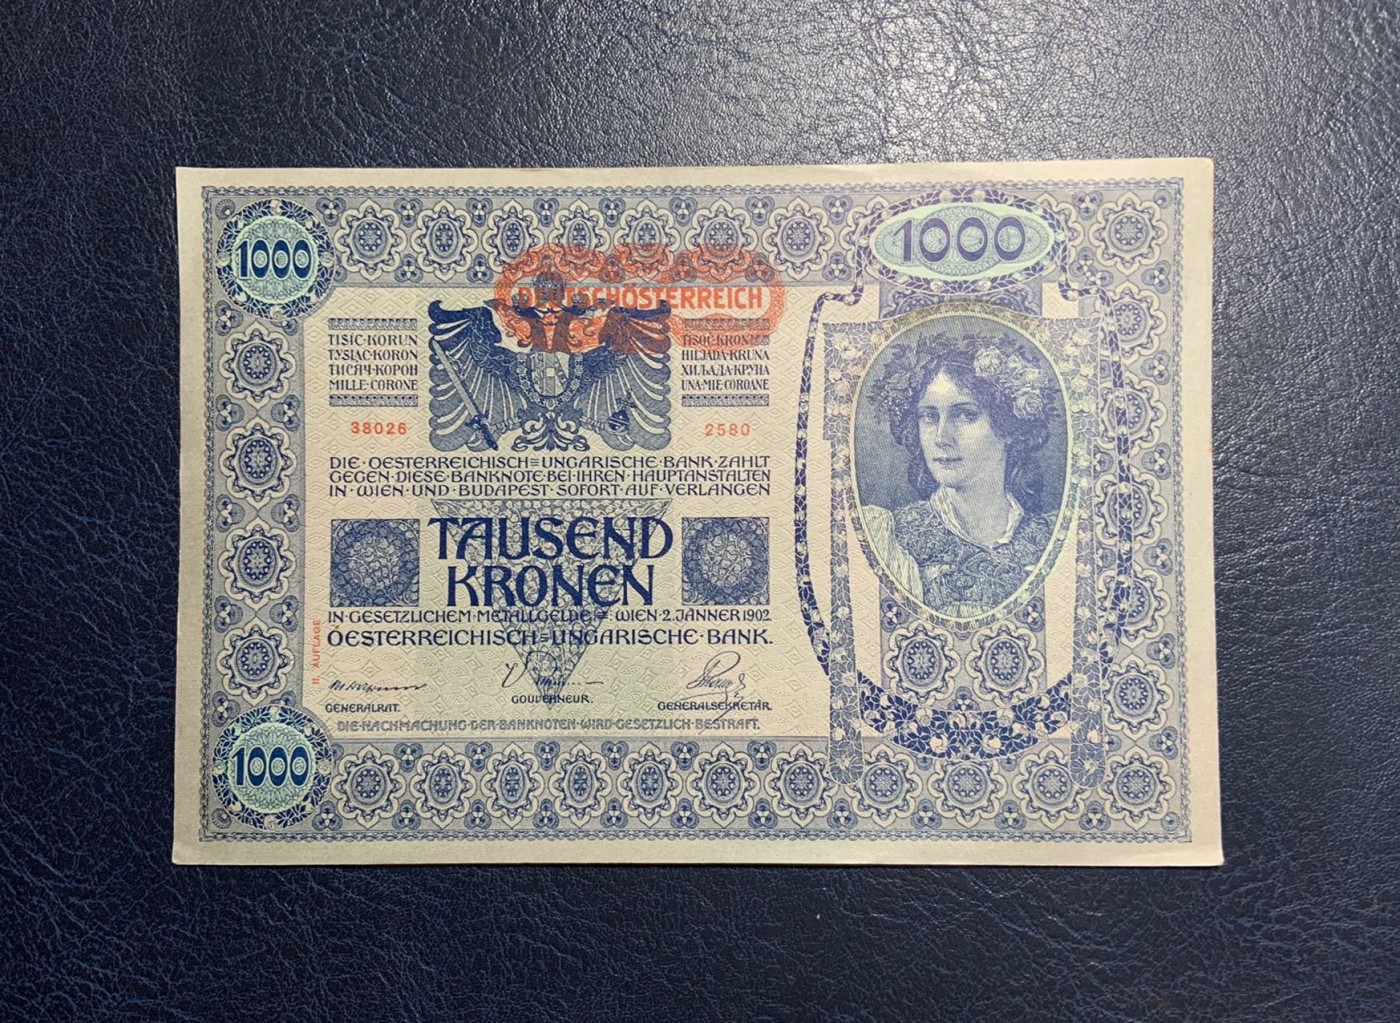 1000
1000
DEUTSCHÖSTERREICH
TISÍC·KORUN
TYSIĄC·KORON
ТИСЯЧ·КОРОН
MILLE·CORONE
TISOČ·KRON
HILJADA·KRUNA
ХИЉАДА·КРУНА
UNA·MIE·COROANE
38026
2580
DIE·OESTERREICHISCH=UNGARISCHE·BANK·ZAHLT
GEGEN·DIESE·BANKNOTE·BEI·IHREN·HAUPTANSTALTEN
IN·WIEN·UND·BUDAPEST·SOFORT·AUF·VERLANGEN
TAUSEND
KRONEN
IN·GESETZLICHEM·METALLGELDE=WIEN·2.JÄNNER 1902
OESTERREICHISCH=UNGARISCHE·BANK.
II. AUFLAGE
GENERALRAT.
GOUVERNEUR.
GENERALSEKRETÄR.
DIE·NACHMACHUNG·DER·BANKNOTEN·WIRD·GESETZLICH·BESTRAFT.
1000